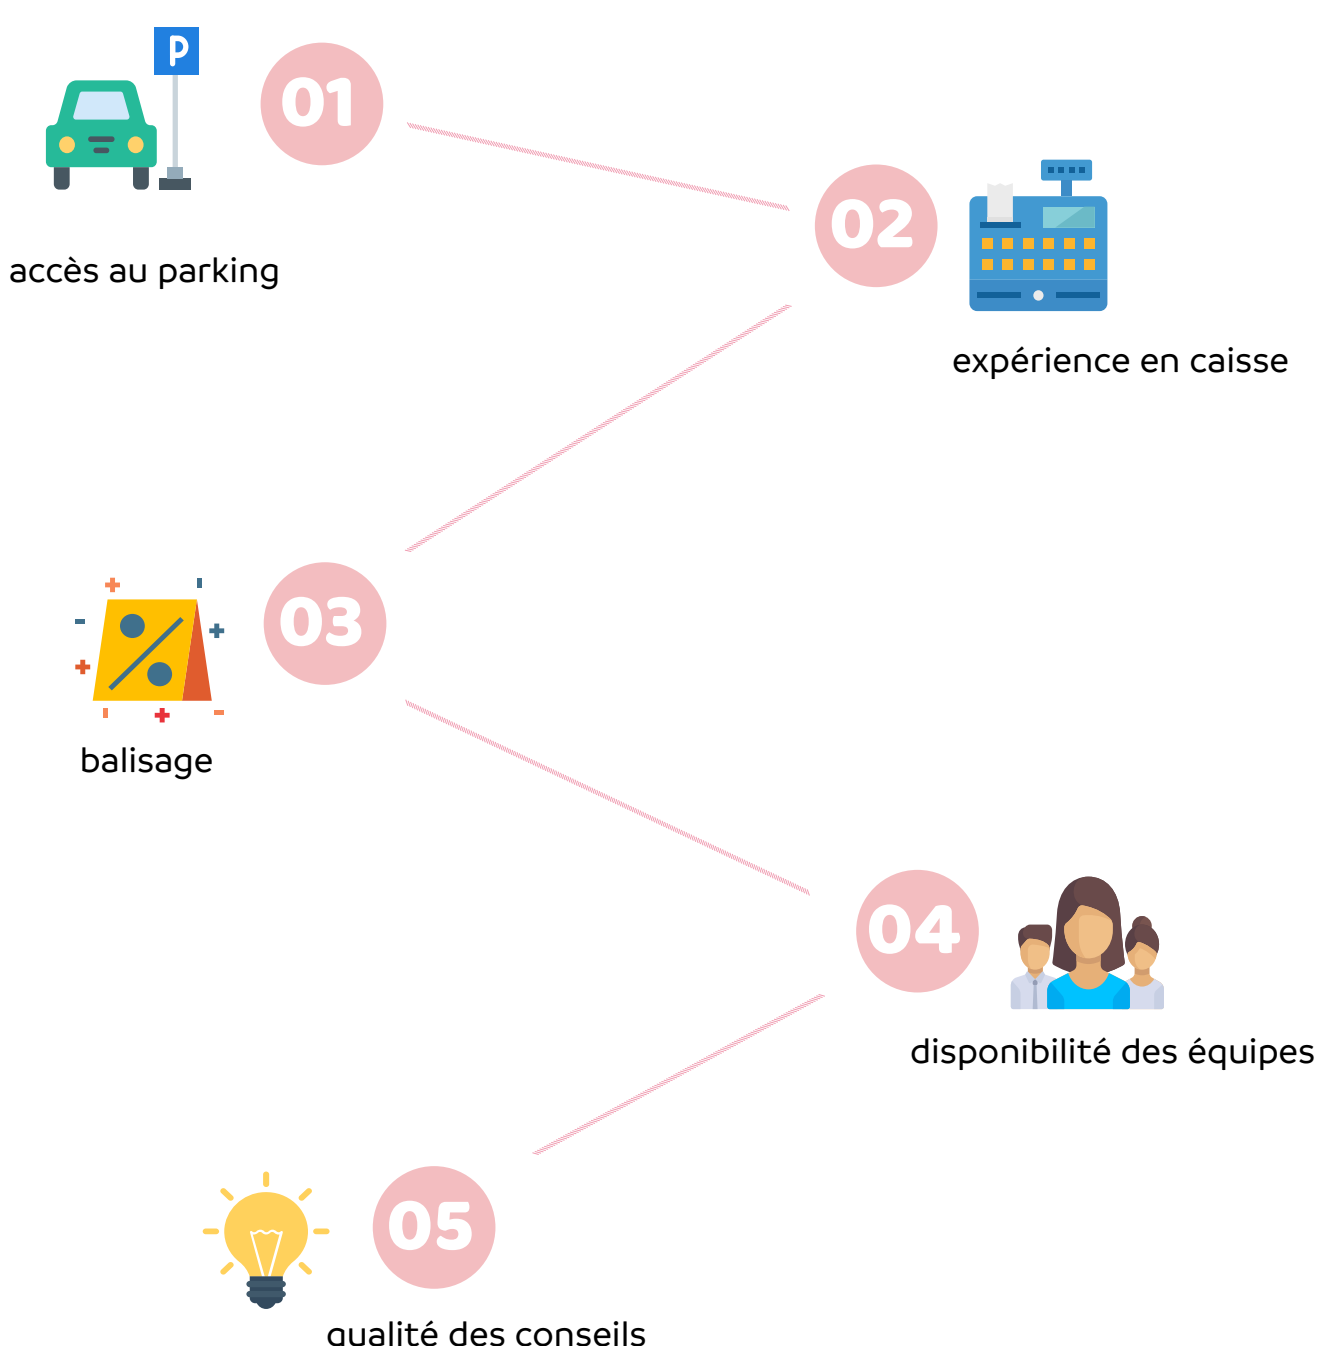 P
01
accès au parking
02
expérience en caisse
03
balisage
04
disponibilité des équipes
05
qualité des conseils